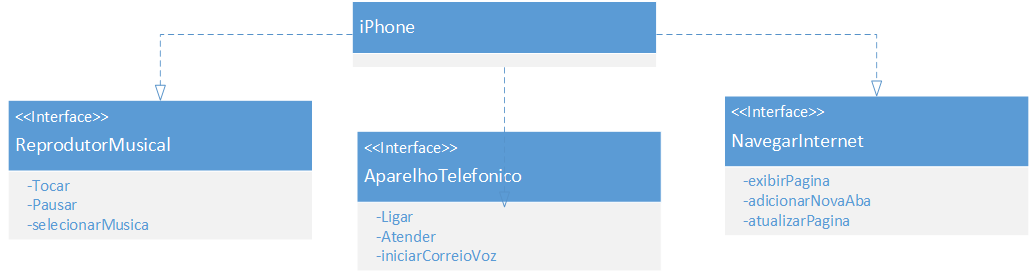 iPhone
<<Interface>>
ReprodutorMusical
-Tocar
-Pausar
-selecionarMusica
<<Interface>>
AparelhoTelefonico
-Ligar
-Atender
-iniciarCorreioVoz
<<Interface>>
NavegarInternet
-exibirPagina
-adicionarNovaAba
-atualizarPagina